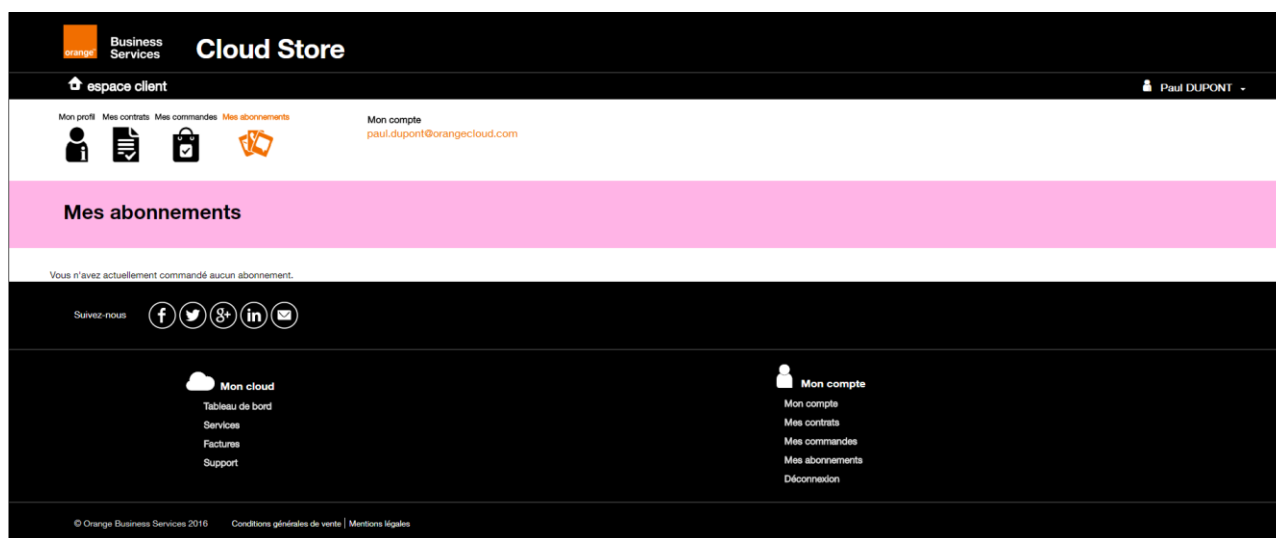 orange™ Business Services Cloud Store
espace client Paul DUPONT
Mon profil Mes contrats Mes commandes Mes abonnements
Mon compte
paul.dupont@orangecloud.com
Mes abonnements
Vous n'avez actuellement commandé aucun abonnement.
Suivez-nous f 8+ in
Mon cloud
Tableau de bord
Services
Factures
Support
Mon compte
Mon compte
Mes contrats
Mes commandes
Mes abonnements
Déconnexion
© Orange Business Services 2016 Conditions générales de vente | Mentions légales